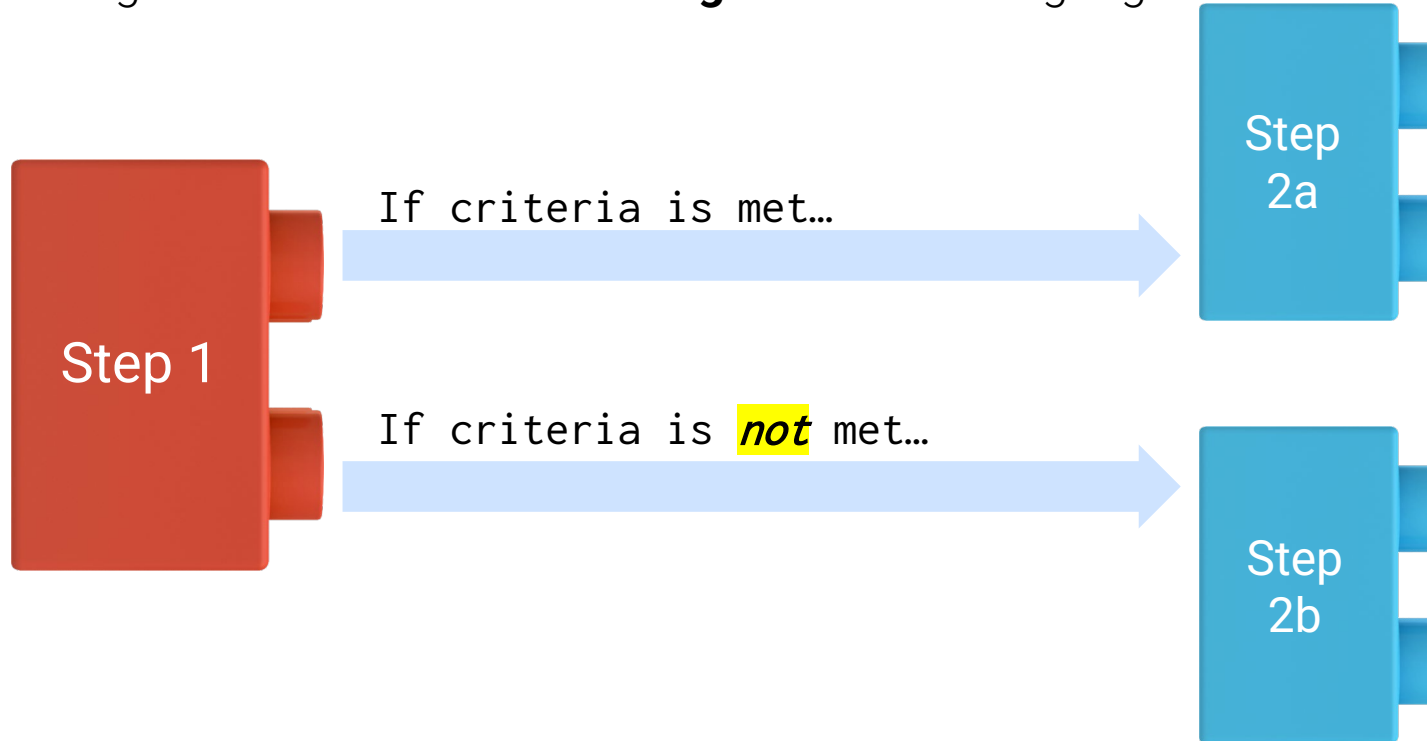 If criteria is met…
Step
2a
Step 1
If criteria is not met…
Step
2b